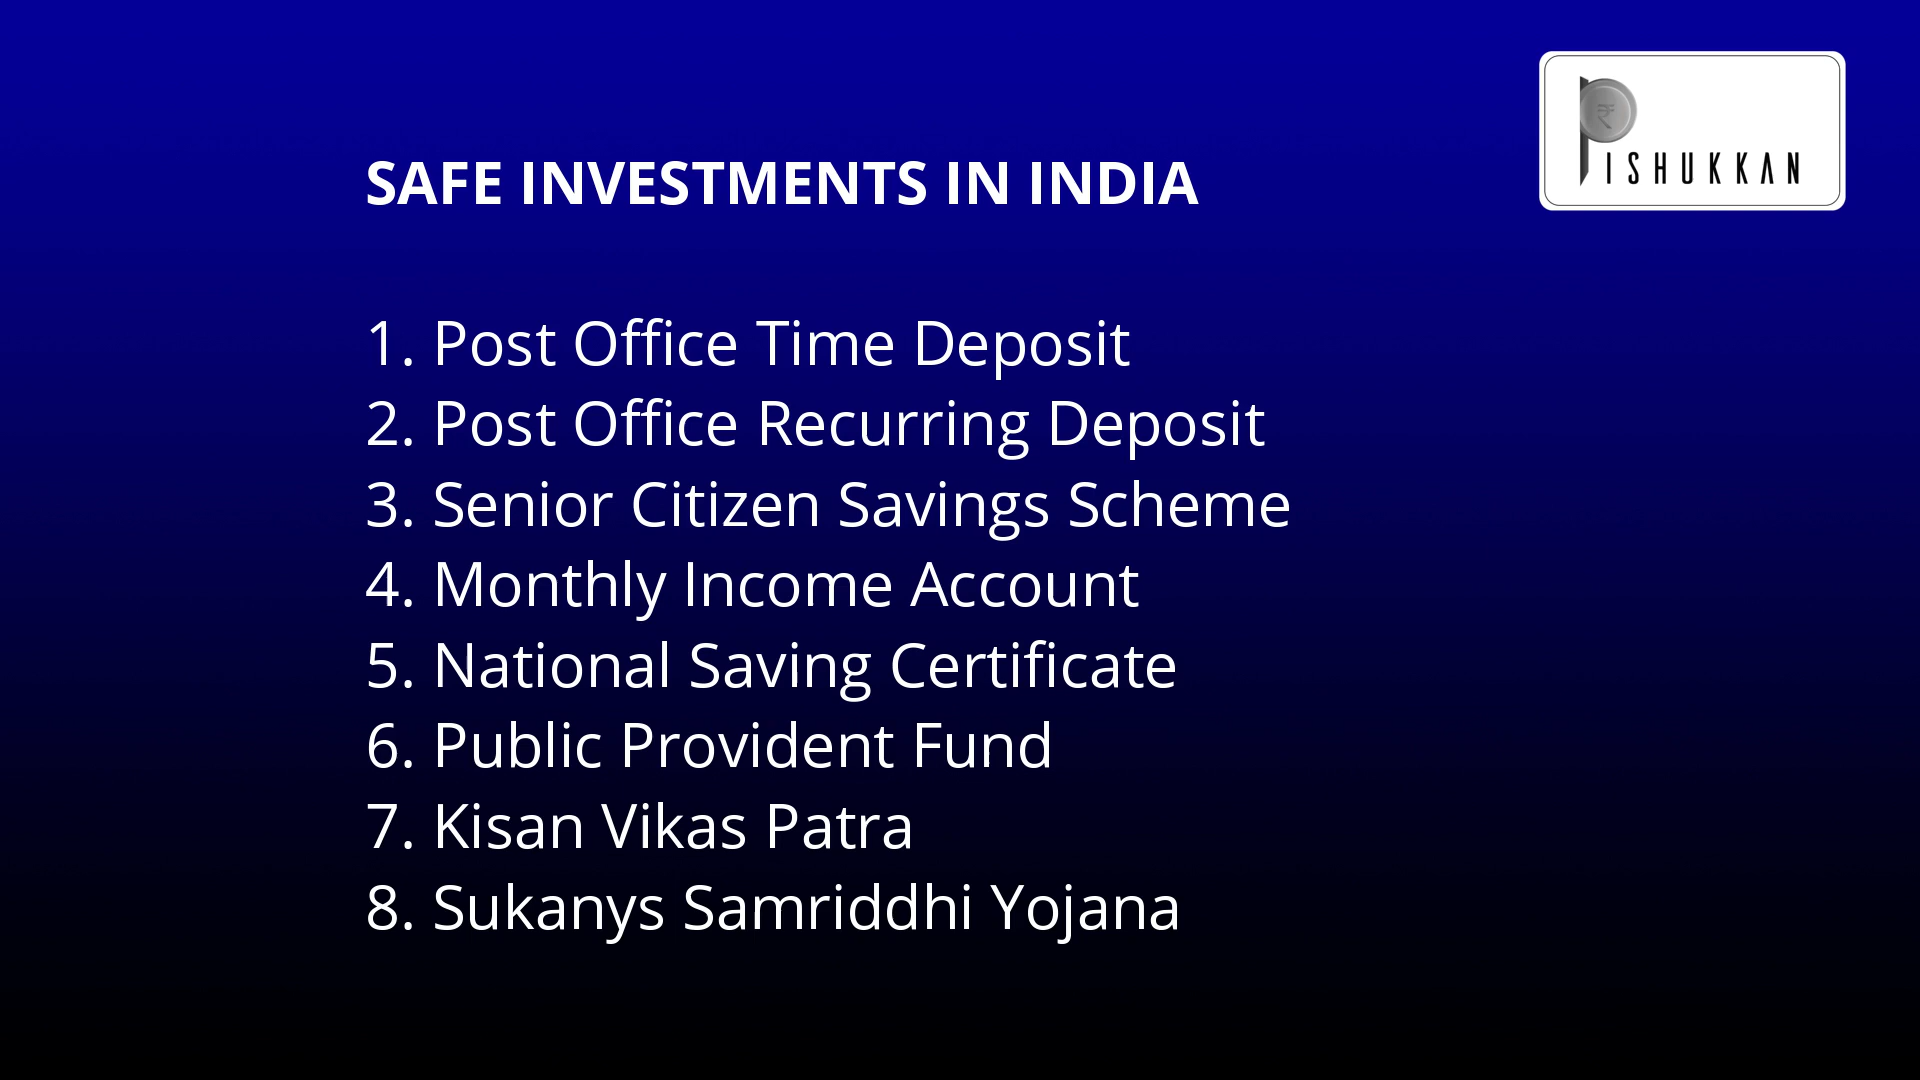 PISHUKKAN
SAFE INVESTMENTS IN INDIA
1. Post Office Time Deposit
2. Post Office Recurring Deposit
3. Senior Citizen Savings Scheme
4. Monthly Income Account
5. National Saving Certificate
6. Public Provident Fund
7. Kisan Vikas Patra
8. Sukanys Samriddhi Yojana